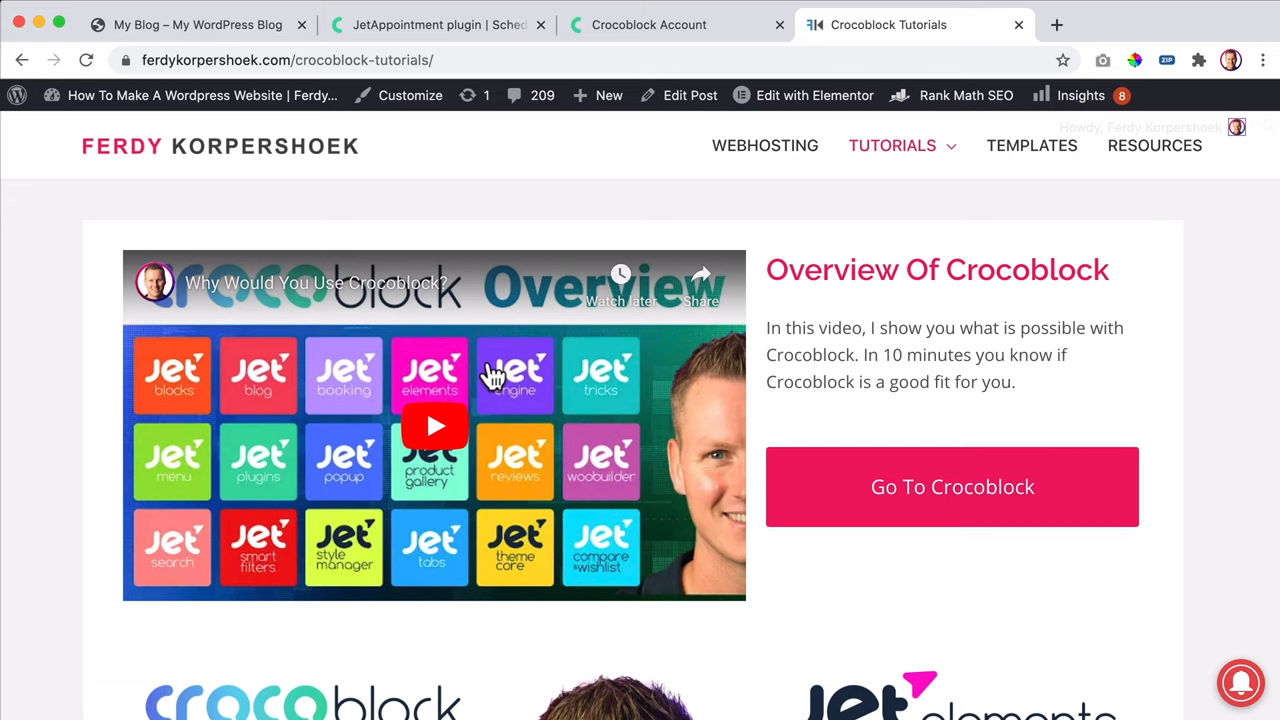 My Blog – My WordPress Blog
JetAppointment plugin | Sched
Crocoblock Account
Crocoblock Tutorials
ferdykorpershoek.com/crocoblock-tutorials/
ZIP
How To Make A Wordpress Website | Ferdy...
Customize
1
209
New
Edit Post
Edit with Elementor
Rank Math SEO
Insights
8
Howdy, Ferdy Korpershoek
FERDY KORPERSHOEK
WEBHOSTING
TUTORIALS
TEMPLATES
RESOURCES
crocoblock Overview
Why Would You Use Crocoblock?
Watch later
Share
Jet blocks
Jet blog
Jet booking
Jet elements
Jet engine
Jet tricks
Jet menu
Jet plugins
Jet popup
Jet product gallery
Jet reviews
Jet woobuilder
Jet search
Jet smart filters
Jet style manager
Jet tabs
Jet theme core
Jet compare &wishlist
Overview Of Crocoblock
In this video, I show you what is possible with
Crocoblock. In 10 minutes you know if
Crocoblock is a good fit for you.
Go To Crocoblock
crocoblock
Jet elements